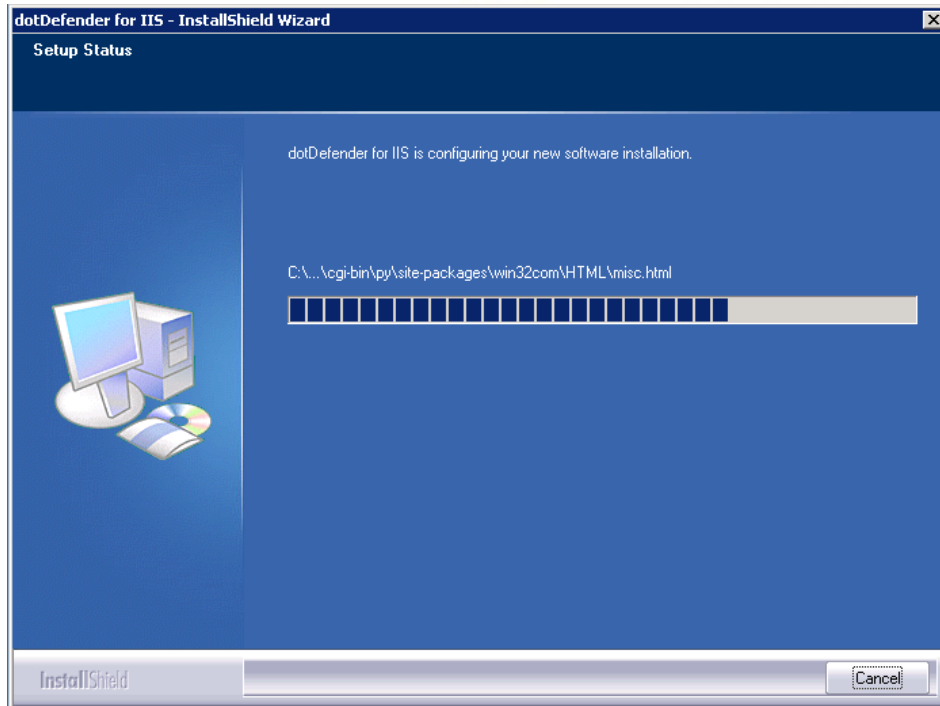 dotDefender for IIS - InstallShield Wizard
Setup Status
dotDefender for IIS is configuring your new software installation.
C:\...\cgi-bin\py\site-packages\win32com\HTML\misc.html
InstallShield
Cancel